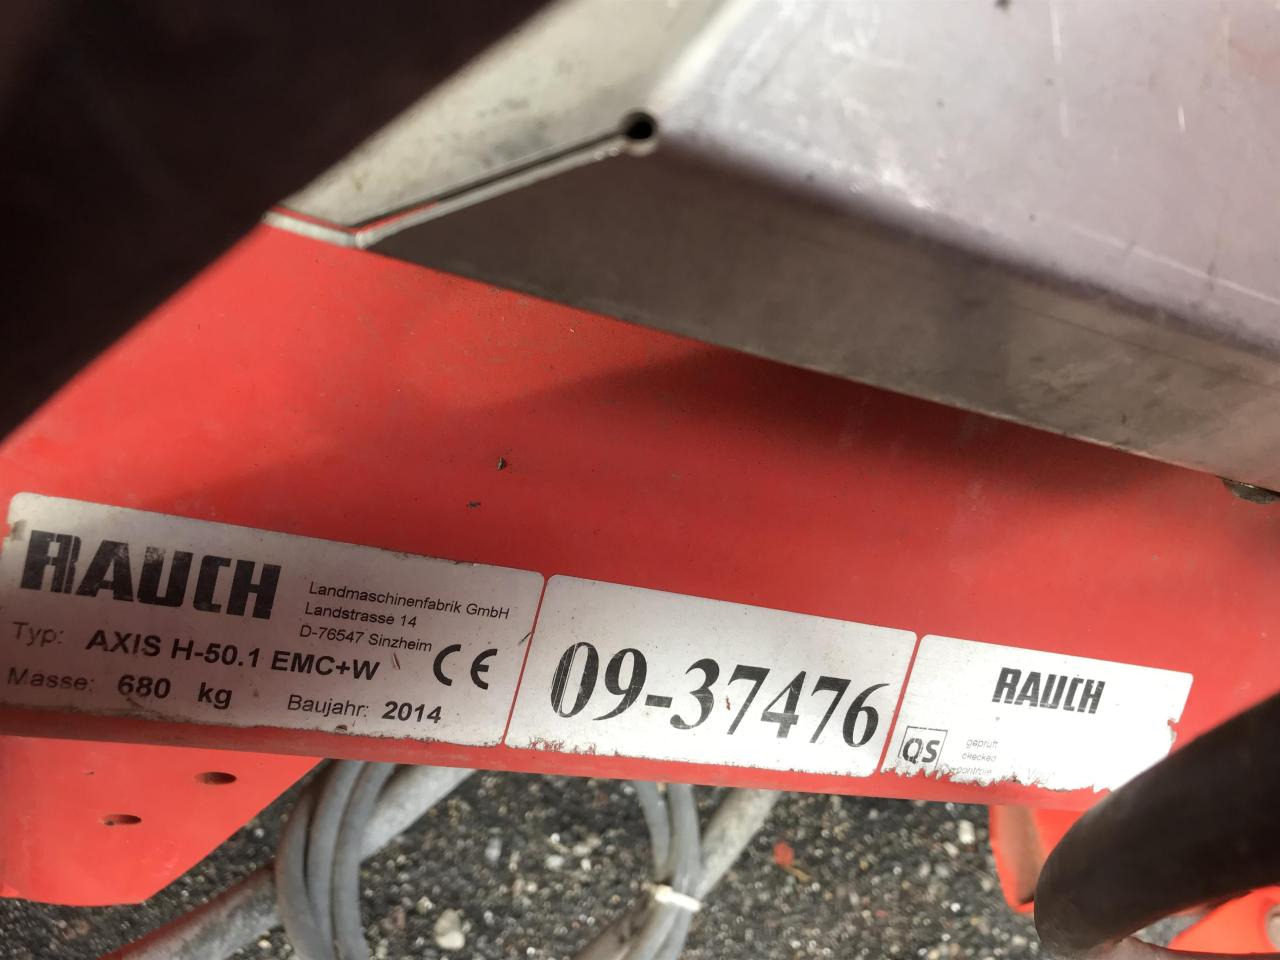 RAUCH
Landmaschinenfabrik GmbH
Landstrasse 14
D-76547 Sinzheim
Typ: AXIS H-50.1 EMC+W
Masse: 680 kg
Baujahr: 2014
CE
09-37476
RAUCH
QS
geprüft
checked
controle